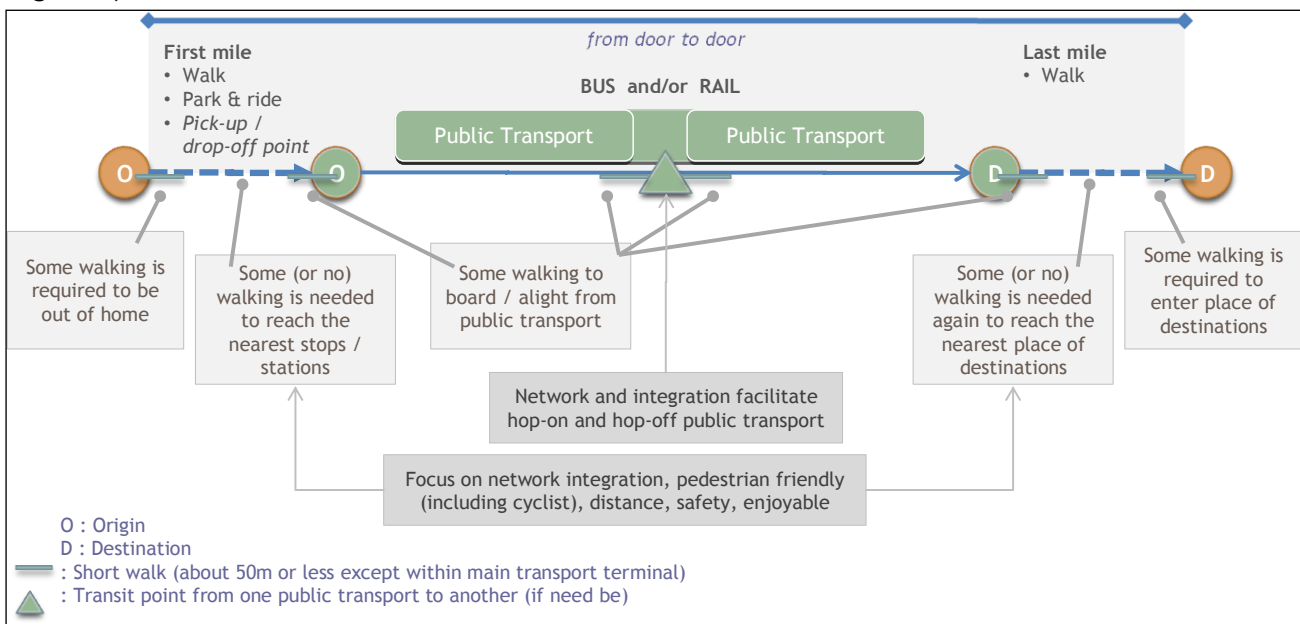 from door to door
First mile
• Walk
• Park & ride
• Pick-up /
drop-off point
BUS and/or RAIL
Public Transport
Public Transport
Last mile
• Walk
O
O
D
D
Some walking is
required to be
out of home
Some (or no)
walking is needed
to reach the
nearest stops /
stations
Some walking to
board / alight from
public transport
Some (or no)
walking is needed
again to reach the
nearest place of
destinations
Some walking is
required to
enter place of
destinations
Network and integration facilitate
hop-on and hop-off public transport
Focus on network integration, pedestrian friendly
(including cyclist), distance, safety, enjoyable
O : Origin
D : Destination
: Short walk (about 50m or less except within main transport terminal)
: Transit point from one public transport to another (if need be)